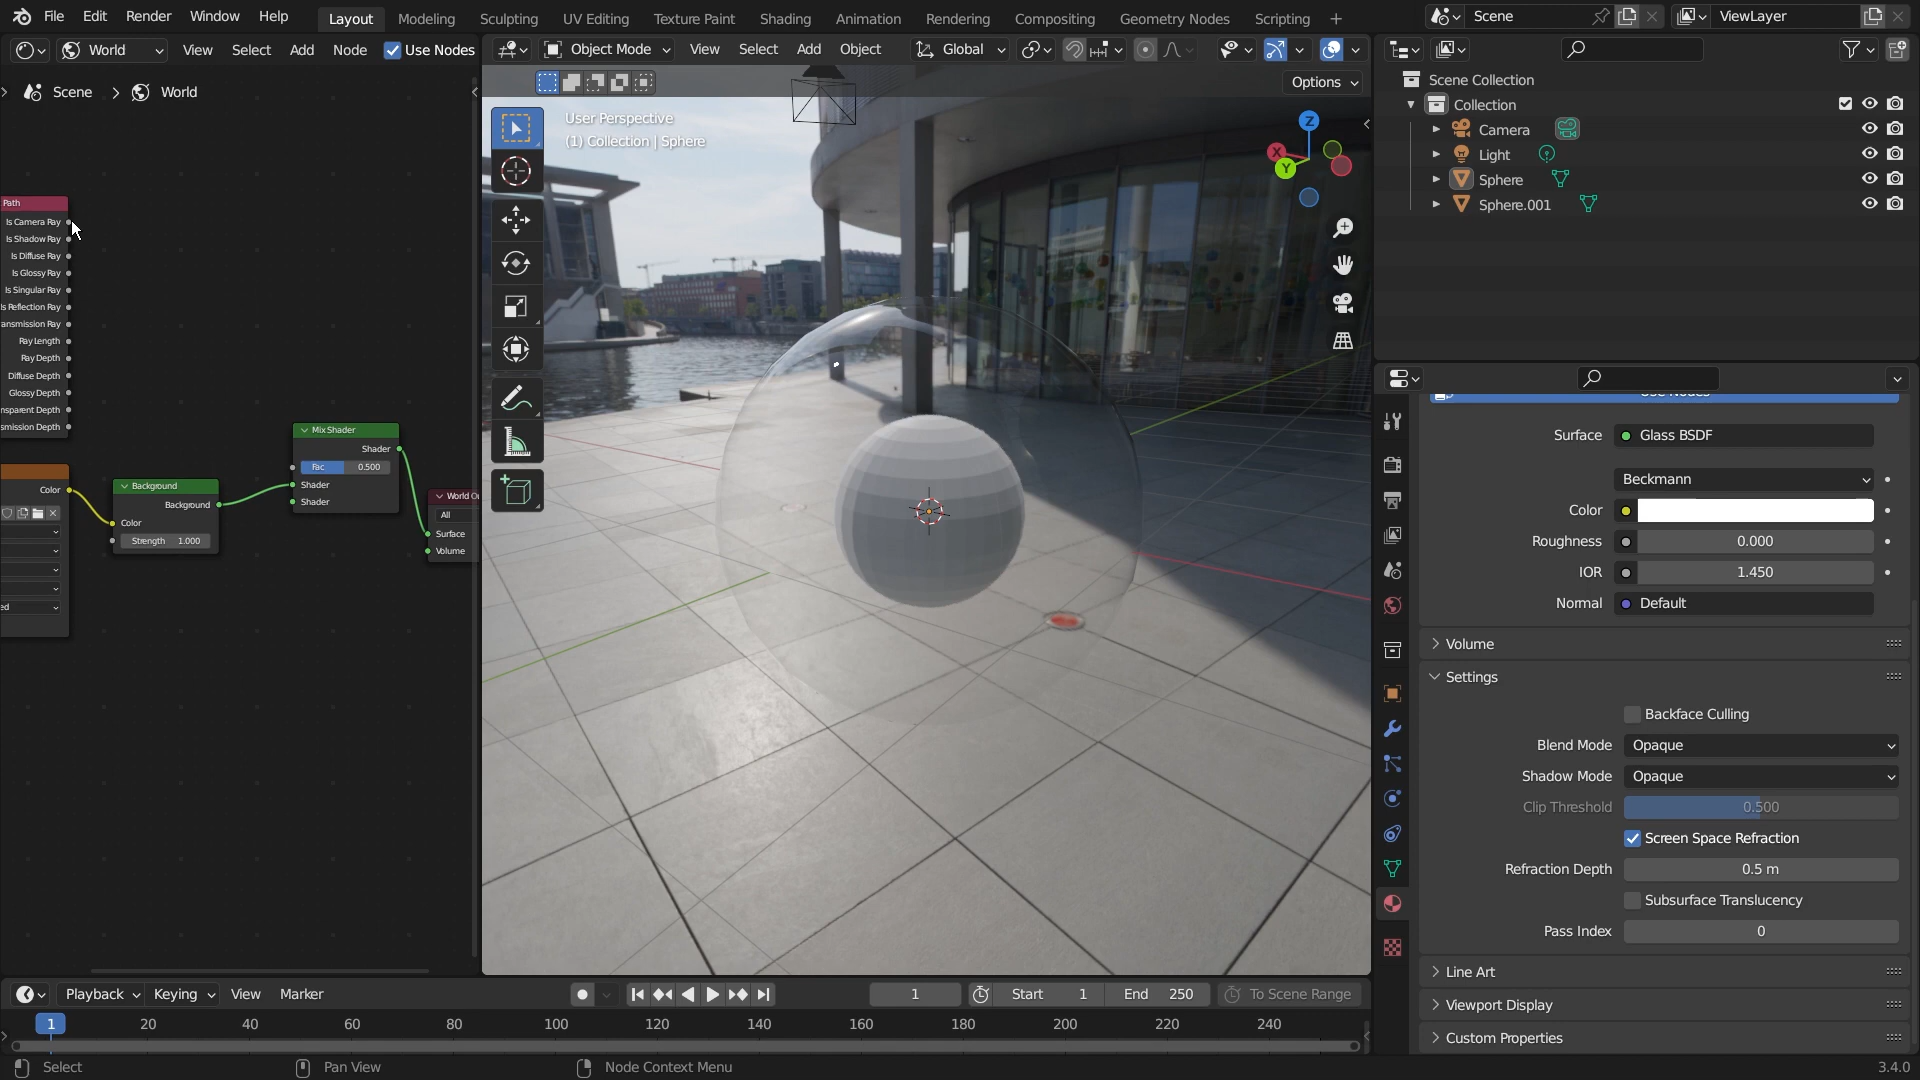 File Edit Render Window Help Layout Modeling Sculpting UV Editing Texture Paint Shading Animation Rendering Compositing Geometry Nodes Scripting Scene ViewLayer
World View Select Add Node Use Nodes
Object Mode View Select Add Object Global
Options
Scene > World
User Perspective
(1) Collection | Sphere
Path
Is Camera Ray
Is Shadow Ray
Is Diffuse Ray
Is Glossy Ray
Is Singular Ray
Is Reflection Ray
ansmission Ray
Ray Length
Ray Depth
Diffuse Depth
Glossy Depth
nsparent Depth
smission Depth
Color
ed
Background
Background
Color
Strength 1.000
Mix Shader
Shader
Fac 0.500
Shader
Shader
World Ou
All
Surface
Volume
X
Y
Z
Scene Collection
Collection
Camera
Light
Sphere
Sphere.001
Use Nodes
Surface Glass BSDF
Beckmann
Color
Roughness 0.000
IOR 1.450
Normal Default
Volume
Settings
Backface Culling
Blend Mode Opaque
Shadow Mode Opaque
Clip Threshold 0.500
Screen Space Refraction
Refraction Depth 0.5 m
Subsurface Translucency
Pass Index 0
Line Art
Viewport Display
Custom Properties
Playback Keying View Marker 1 Start 1 End 250 To Scene Range
1 20 40 60 80 100 120 140 160 180 200 220 240
Select Pan View Node Context Menu 3.4.0